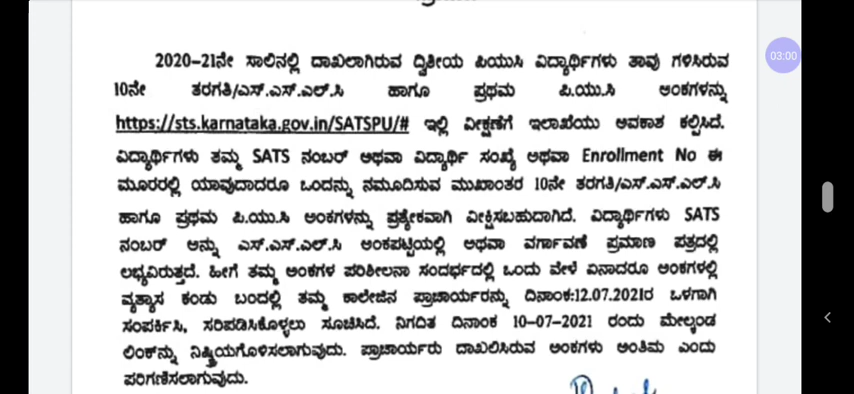 2020–21ನೇ ಸಾಲಿನಲ್ಲಿ ದಾಖಲಾಗಿರುವ ದ್ವಿತೀಯ ಪಿಯುಸಿ ವಿದ್ಯಾರ್ಥಿಗಳು ತಾವು ಗಳಿಸಿರುವ
10ನೇ ತರಗತಿ/ಎಸ್.ಎಸ್.ಎಲ್.ಸಿ ಹಾಗೂ ಪ್ರಥಮ ಪಿ.ಯು.ಸಿ ಅಂಕಗಳನ್ನು
https://sts.karnataka.gov.in/SATSPU/# ಇಲ್ಲಿ ವೀಕ್ಷಣೆಗೆ ಇಲಾಖೆಯು ಅವಕಾಶ ಕಲ್ಪಿಸಿದೆ.
ವಿದ್ಯಾರ್ಥಿಗಳು ತಮ್ಮ SATS ನಂಬರ್ ಅಥವಾ ವಿದ್ಯಾರ್ಥಿ ಸಂಖ್ಯೆ ಅಥವಾ Enrollment No ಈ
ಮೂರರಲ್ಲಿ ಯಾವುದಾದರೂ ಒಂದನ್ನು ನಮೂದಿಸುವ ಮುಖಾಂತರ 10ನೇ ತರಗತಿ/ಎಸ್.ಎಸ್.ಎಲ್.ಸಿ
ಹಾಗೂ ಪ್ರಥಮ ಪಿ.ಯು.ಸಿ ಅಂಕಗಳನ್ನು ಪ್ರತ್ಯೇಕವಾಗಿ ವೀಕ್ಷಿಸಬಹುದಾಗಿದೆ. ವಿದ್ಯಾರ್ಥಿಗಳು SATS
ನಂಬರ್ ಅನ್ನು ಎಸ್.ಎಸ್.ಎಲ್.ಸಿ ಅಂಕಪಟ್ಟಿಯಲ್ಲಿ ಅಥವಾ ವರ್ಗಾವಣೆ ಪ್ರಮಾಣ ಪತ್ರದಲ್ಲಿ
ಲಭ್ಯವಿರುತ್ತದೆ. ಹೀಗೆ ತಮ್ಮ ಅಂಕಗಳ ಪರಿಶೀಲನಾ ಸಂದರ್ಭದಲ್ಲಿ ಒಂದು ವೇಳೆ ಏನಾದರೂ ಅಂಕಗಳಲ್ಲಿ
ವ್ಯತ್ಯಾಸ ಕಂಡು ಬಂದಲ್ಲಿ ತಮ್ಮ ಕಾಲೇಜಿನ ಪ್ರಾಚಾರ್ಯರನ್ನು ದಿನಾಂಕ:12.07.2021ರ ಒಳಗಾಗಿ
ಸಂಪರ್ಕಿಸಿ, ಸರಿಪಡಿಸಿಕೊಳ್ಳಲು ಸೂಚಿಸಿದೆ. ನಿಗದಿತ ದಿನಾಂಕ 10-07-2021 ರಂದು ಮೇಲ್ಕಂಡ
ಲಿಂಕ್‌ನ್ನು ನಿಷ್ಕ್ರಿಯಗೊಳಿಸಲಾಗುವುದು. ಪ್ರಾಚಾರ್ಯರು ದಾಖಲಿಸಿರುವ ಅಂಕಗಳು ಅಂತಿಮ ಎಂದು
ಪರಿಗಣಿಸಲಾಗುವುದು.
03:00